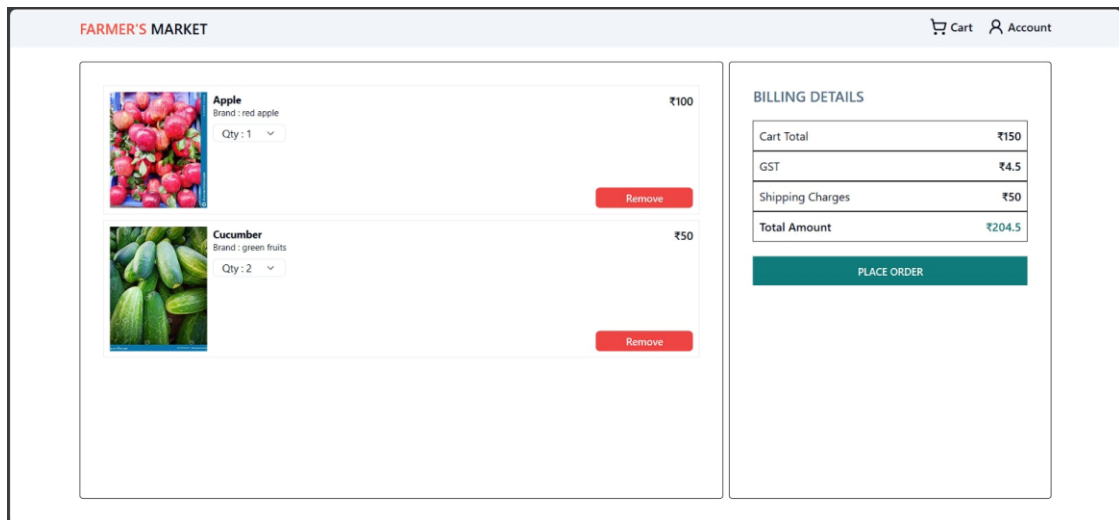 FARMER'S MARKET
Cart
Account
Apple
₹100
Brand : red apple
Qty : 1
Remove
Cucumber
₹50
Brand : green fruits
Qty : 2
Remove
BILLING DETAILS
Cart Total ₹150
GST ₹4.5
Shipping Charges ₹50
Total Amount ₹204.5
PLACE ORDER